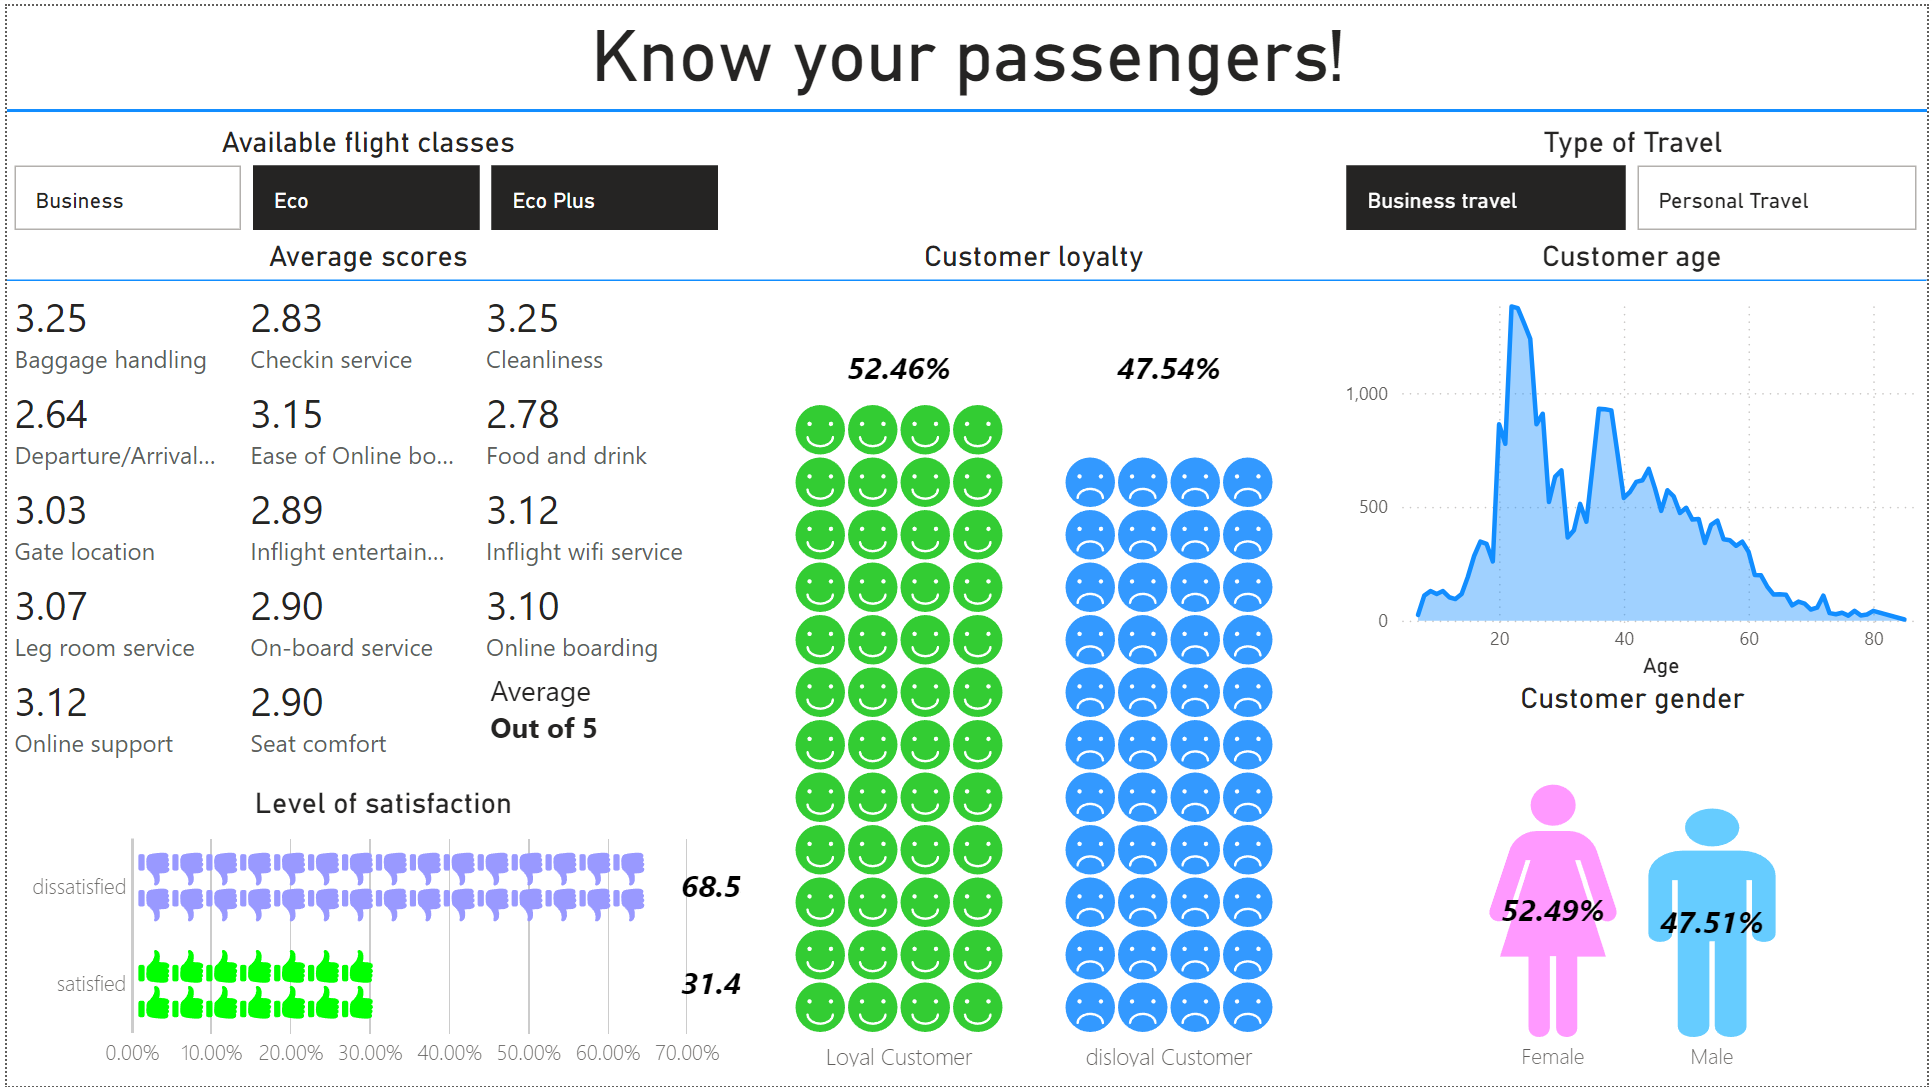 Know your passengers!
Available flight classes
Type of Travel
Business
Eco
Eco Plus
Business travel
Personal Travel
Average scores
Customer loyalty
Customer age
3.25
2.83
3.25
Baggage handling
Checkin service
Cleanliness
2.64
3.15
2.78
Departure/Arrival...
Ease of Online bo...
Food and drink
3.03
2.89
3.12
Gate location
Inflight entertain...
Inflight wifi service
3.07
2.90
3.10
Leg room service
On-board service
Online boarding
3.12
2.90
Average
Out of 5
Online support
Seat comfort
Level of satisfaction
dissatisfied
68.5
satisfied
31.4
0.00% 10.00% 20.00% 30.00% 40.00% 50.00% 60.00% 70.00%
52.46%
47.54%
Loyal Customer
disloyal Customer
1,000
500
0
20 40 60 80
Age
Customer gender
52.49%
47.51%
Female
Male